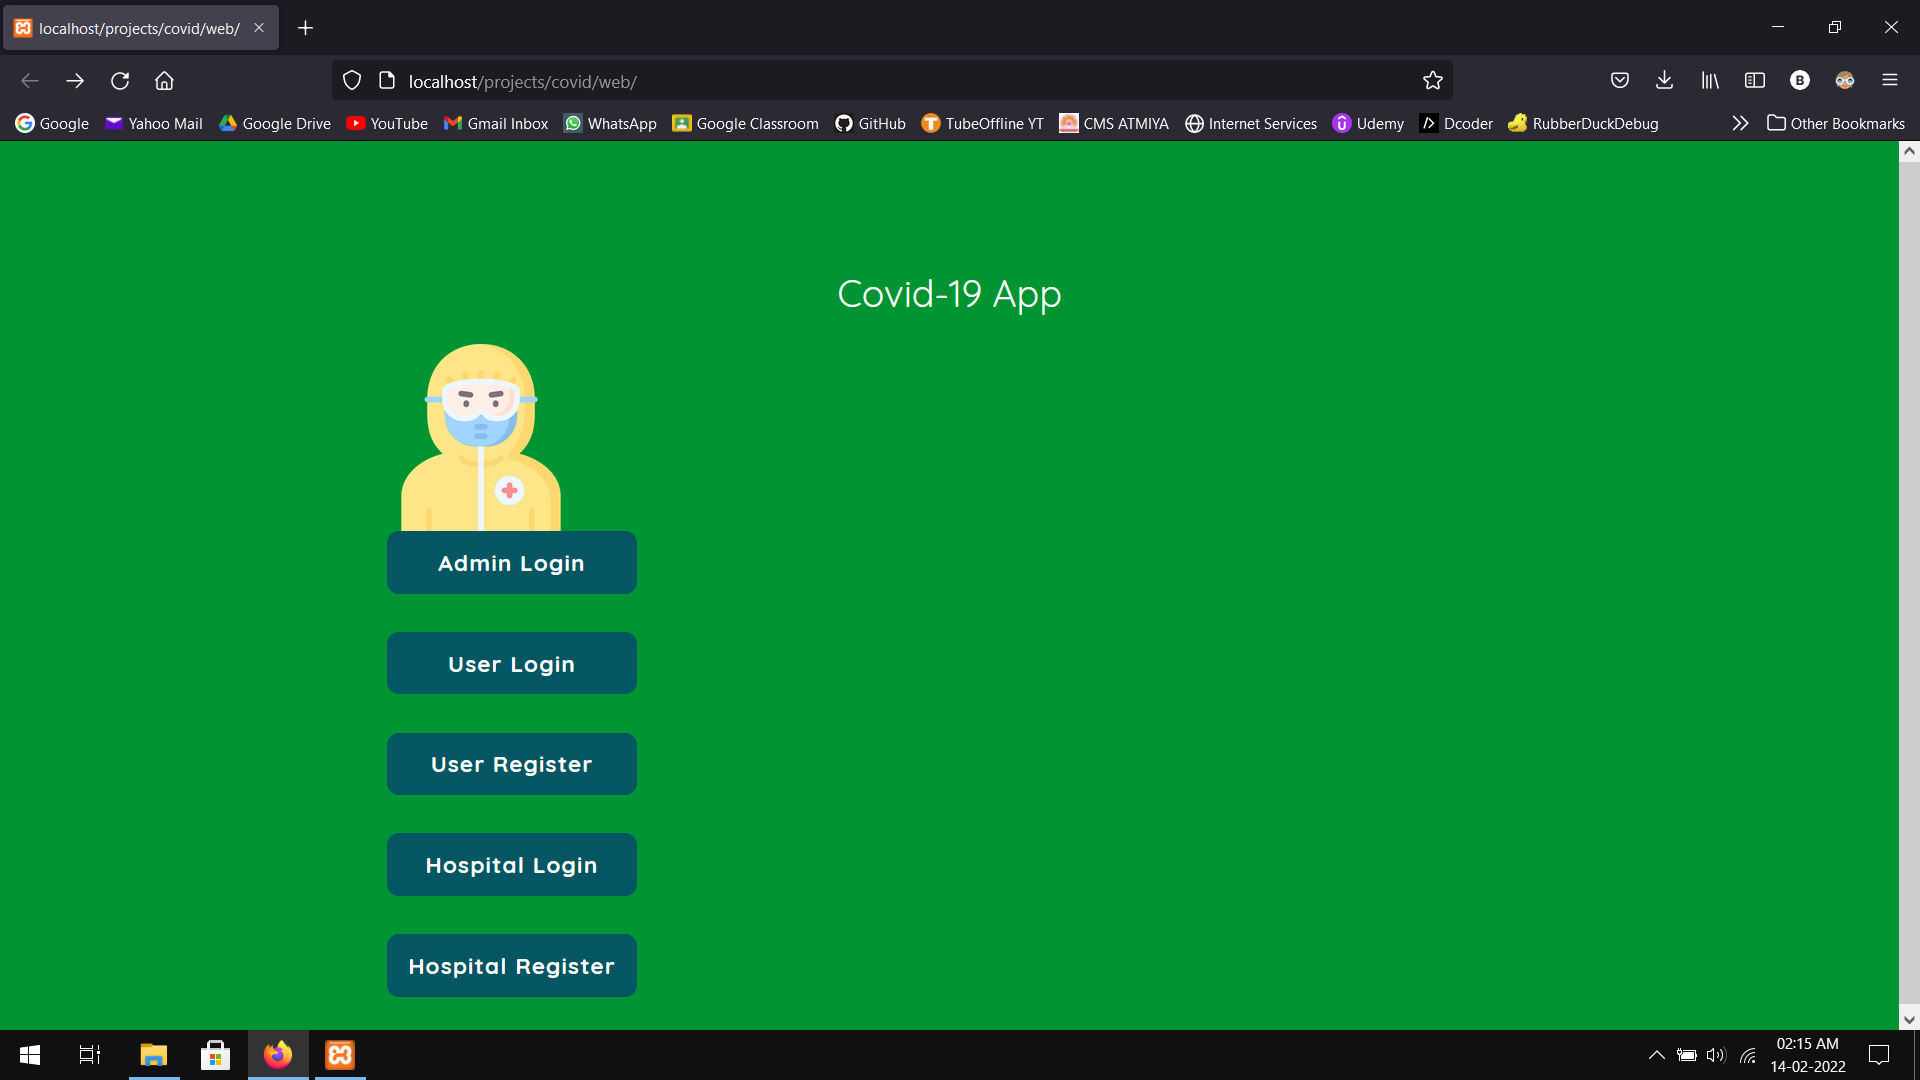 localhost/projects/covid/web/
localhost/projects/covid/web/
B
Google Yahoo Mail Google Drive YouTube Gmail Inbox WhatsApp Google Classroom GitHub TubeOffline YT CMS ATMIYA Internet Services Udemy Dcoder RubberDuckDebug Other Bookmarks
Covid-19 App
Admin Login
User Login
User Register
Hospital Login
Hospital Register
02:15 AM
14-02-2022